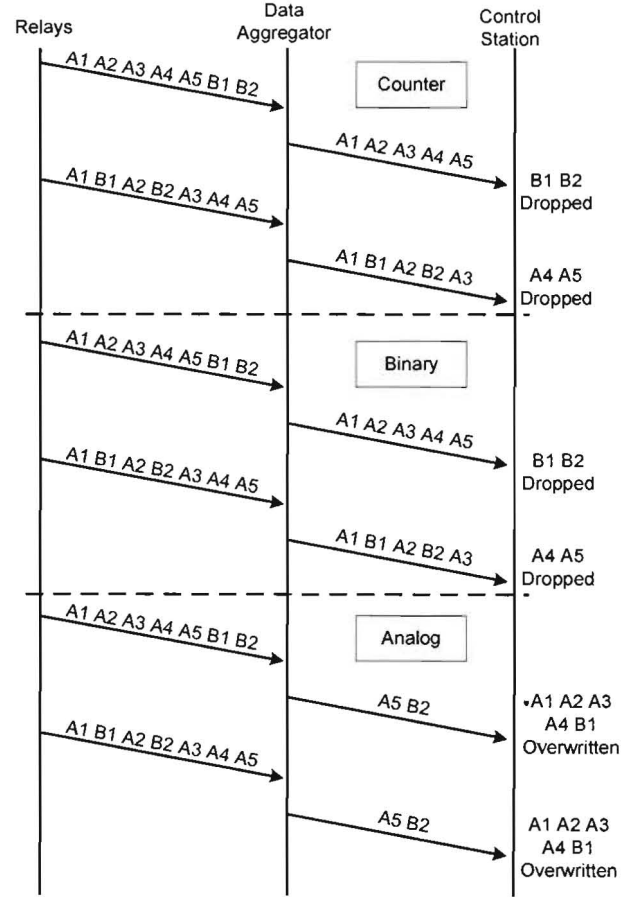 Relays
Data
Aggregator
Control
Station
A1 A2 A3 A4 A5 B1 B2
Counter
A1 A2 A3 A4 A5
B1 B2
Dropped
A1 B1 A2 B2 A3 A4 A5
A1 B1 A2 B2 A3
A4 A5
Dropped
A1 A2 A3 A4 A5 B1 B2
Binary
A1 A2 A3 A4 A5
B1 B2
Dropped
A1 B1 A2 B2 A3 A4 A5
A1 B1 A2 B2 A3
A4 A5
Dropped
A1 A2 A3 A4 A5 B1 B2
Analog
A5 B2
A1 A2 A3
A4 B1
Overwritten
A1 B1 A2 B2 A3 A4 A5
A5 B2
A1 A2 A3
A4 B1
Overwritten